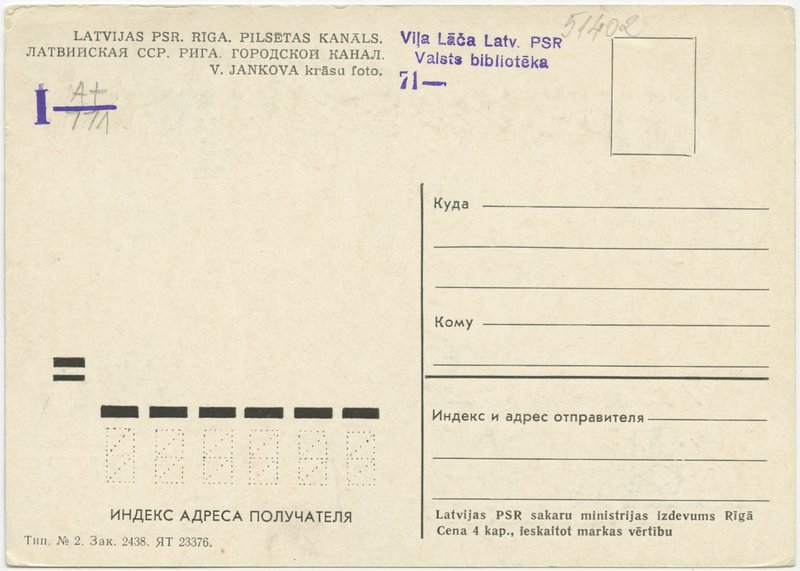 LATVIJAS PSR. RĪGA. PILSĒTAS KANĀLS.
ЛАТВИЙСКАЯ ССР. РИГА. ГОРОДСКОЙ КАНАЛ.
V. JANKOVA krāsu foto.
Viļa Lāča Latv. PSR
Valsts bibliotēka
71—
51402
I
A+
771
Куда
Кому
Индекс и адрес отправителя
ИНДЕКС АДРЕСА ПОЛУЧАТЕЛЯ
Latvijas PSR sakaru ministrijas izdevums Rīgā
Cena 4 kap., ieskaitot markas vērtību
Тип. № 2. Зак. 2438. ЯТ 23376.